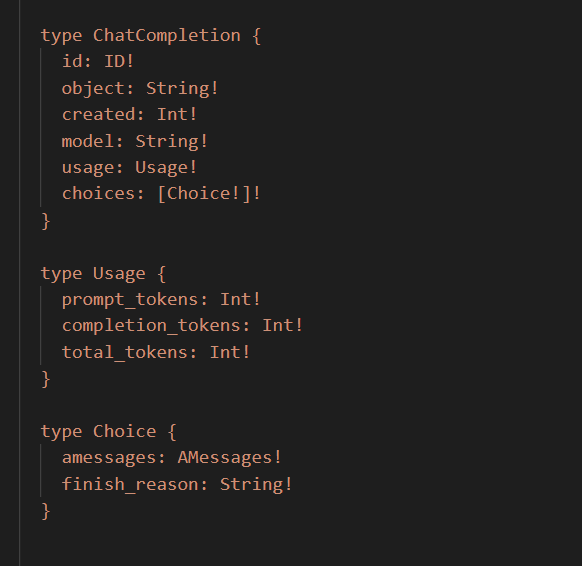 type ChatCompletion {
id: ID!
object: String!
created: Int!
model: String!
usage: Usage!
choices: [Choice!]!
}
type Usage {
prompt_tokens: Int!
completion_tokens: Int!
total_tokens: Int!
}
type Choice {
amessages: AMessages!
finish_reason: String!
}